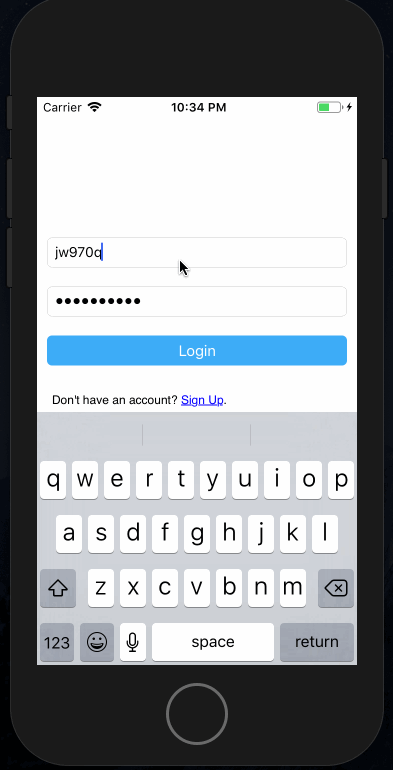 Carrier 10:34 PM
jw970q
••••••••••
Login
Don't have an account? Sign Up.
q w e r t y u i o p
a s d f g h j k l
z x c v b n m
123 space return